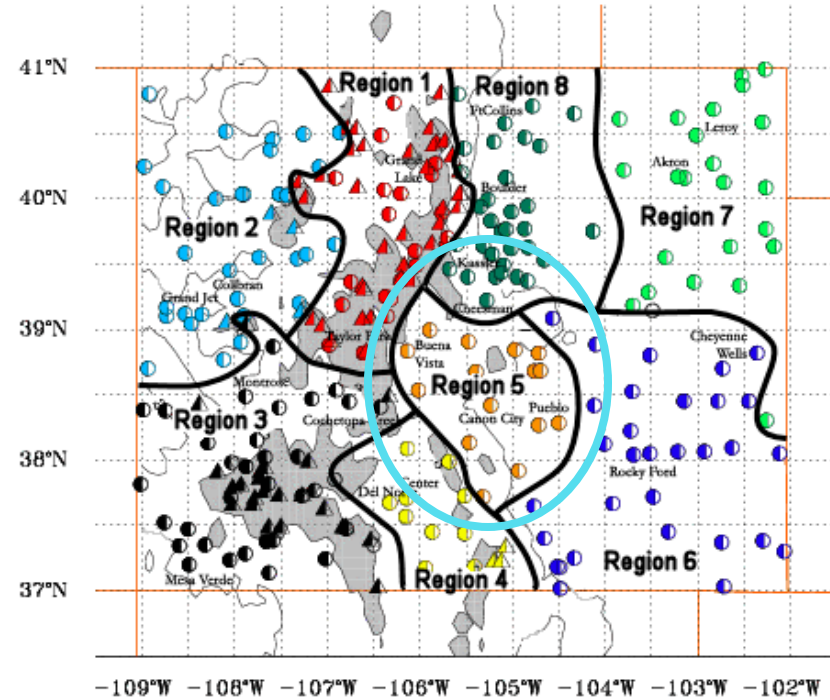 41°N
Region 1
Region 8
FtCollins
Leroy
Grand
Lake
Akron
40°N
Boulder
Region 2
Region 7
Kassler
Collbran
Grand Jct
Cheesman
39°N
Taylor Park
Cheyenne
Wells
Buena
Vista
Montrose
Region 5
Region 3
Cochetopa Creek
Canon City
Pueblo
38°N
Rocky Ford
Center
Del Norte
Region 6
Mesa Verde
Region 4
37°N
-109°W -108°W -107°W -106°W -105°W -104°W -103°W -102°W